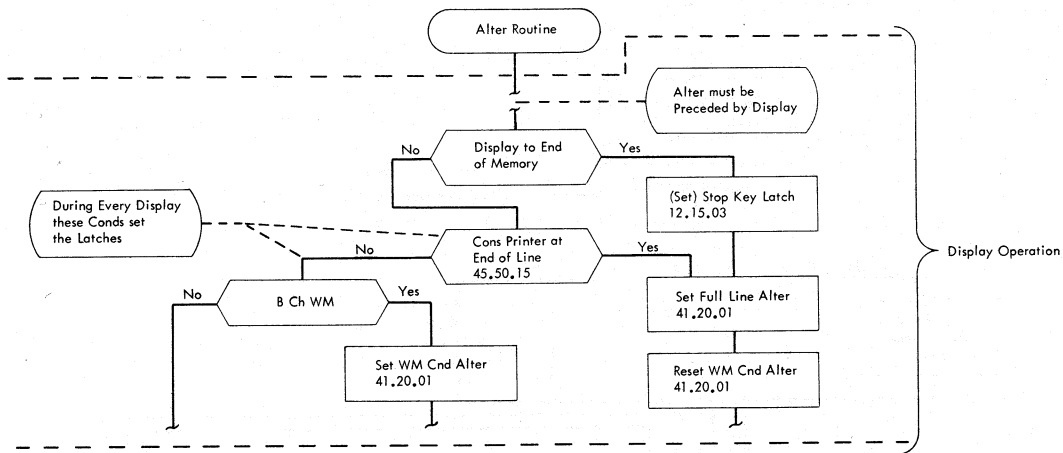 Alter Routine
Alter must be
Preceded by Display
Display to End
of Memory
No
Yes
(Set) Stop Key Latch
12.15.03
During Every Display
these Conds set
the Latches
Cons Printer at
End of Line
45.50.15
No
Yes
Display Operation
B Ch WM
No
Yes
Set Full Line Alter
41.20.01
Set WM Cnd Alter
41.20.01
Reset WM Cnd Alter
41.20.01